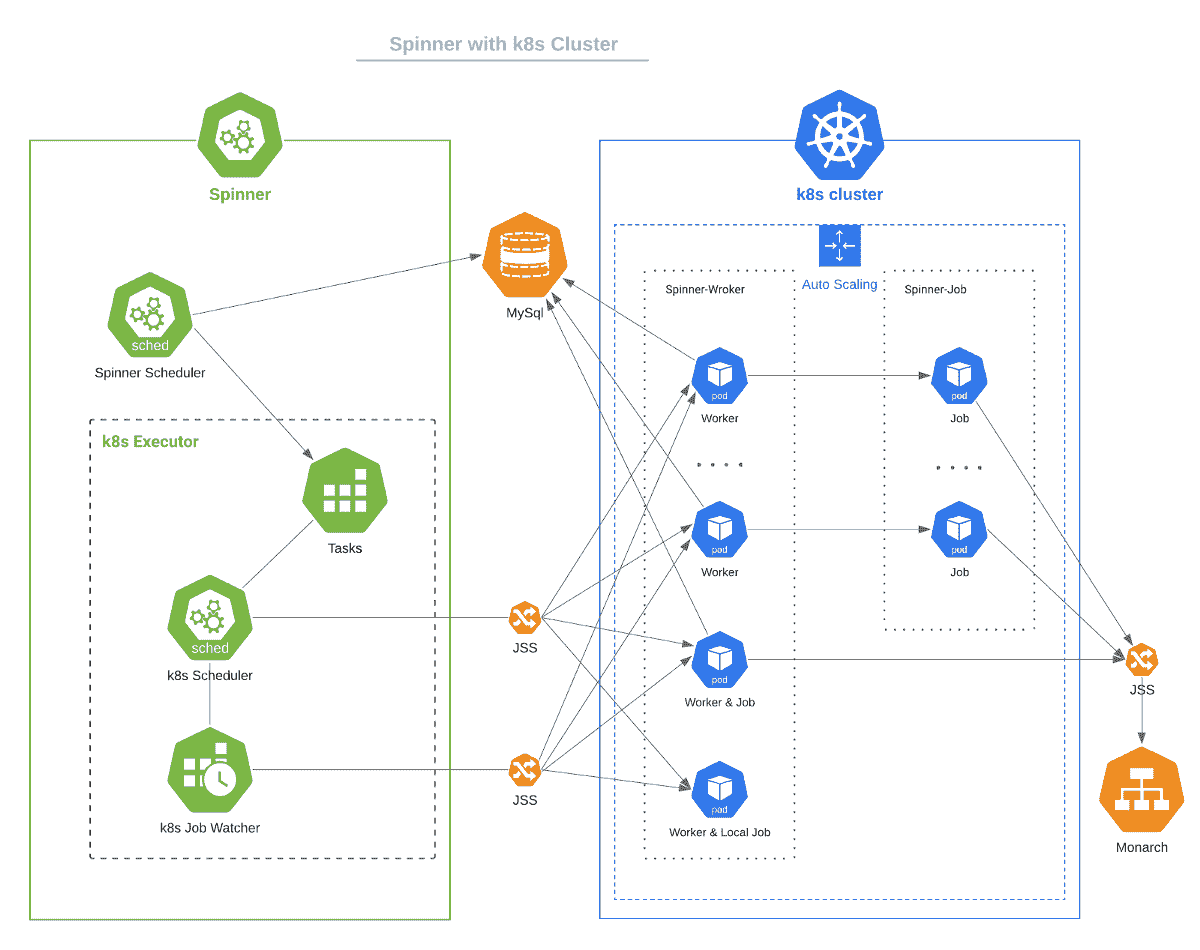 Spinner with k8s Cluster
Spinner
k8s cluster
Auto Scaling
MySql
sched
Spinner Scheduler
k8s Executor
Tasks
sched
k8s Scheduler
k8s Job Watcher
JSS
JSS
Spinner-Wroker
Spinner-Job
pod
Worker
pod
Job
pod
Worker
pod
Job
pod
Worker & Job
pod
Worker & Local Job
JSS
Monarch